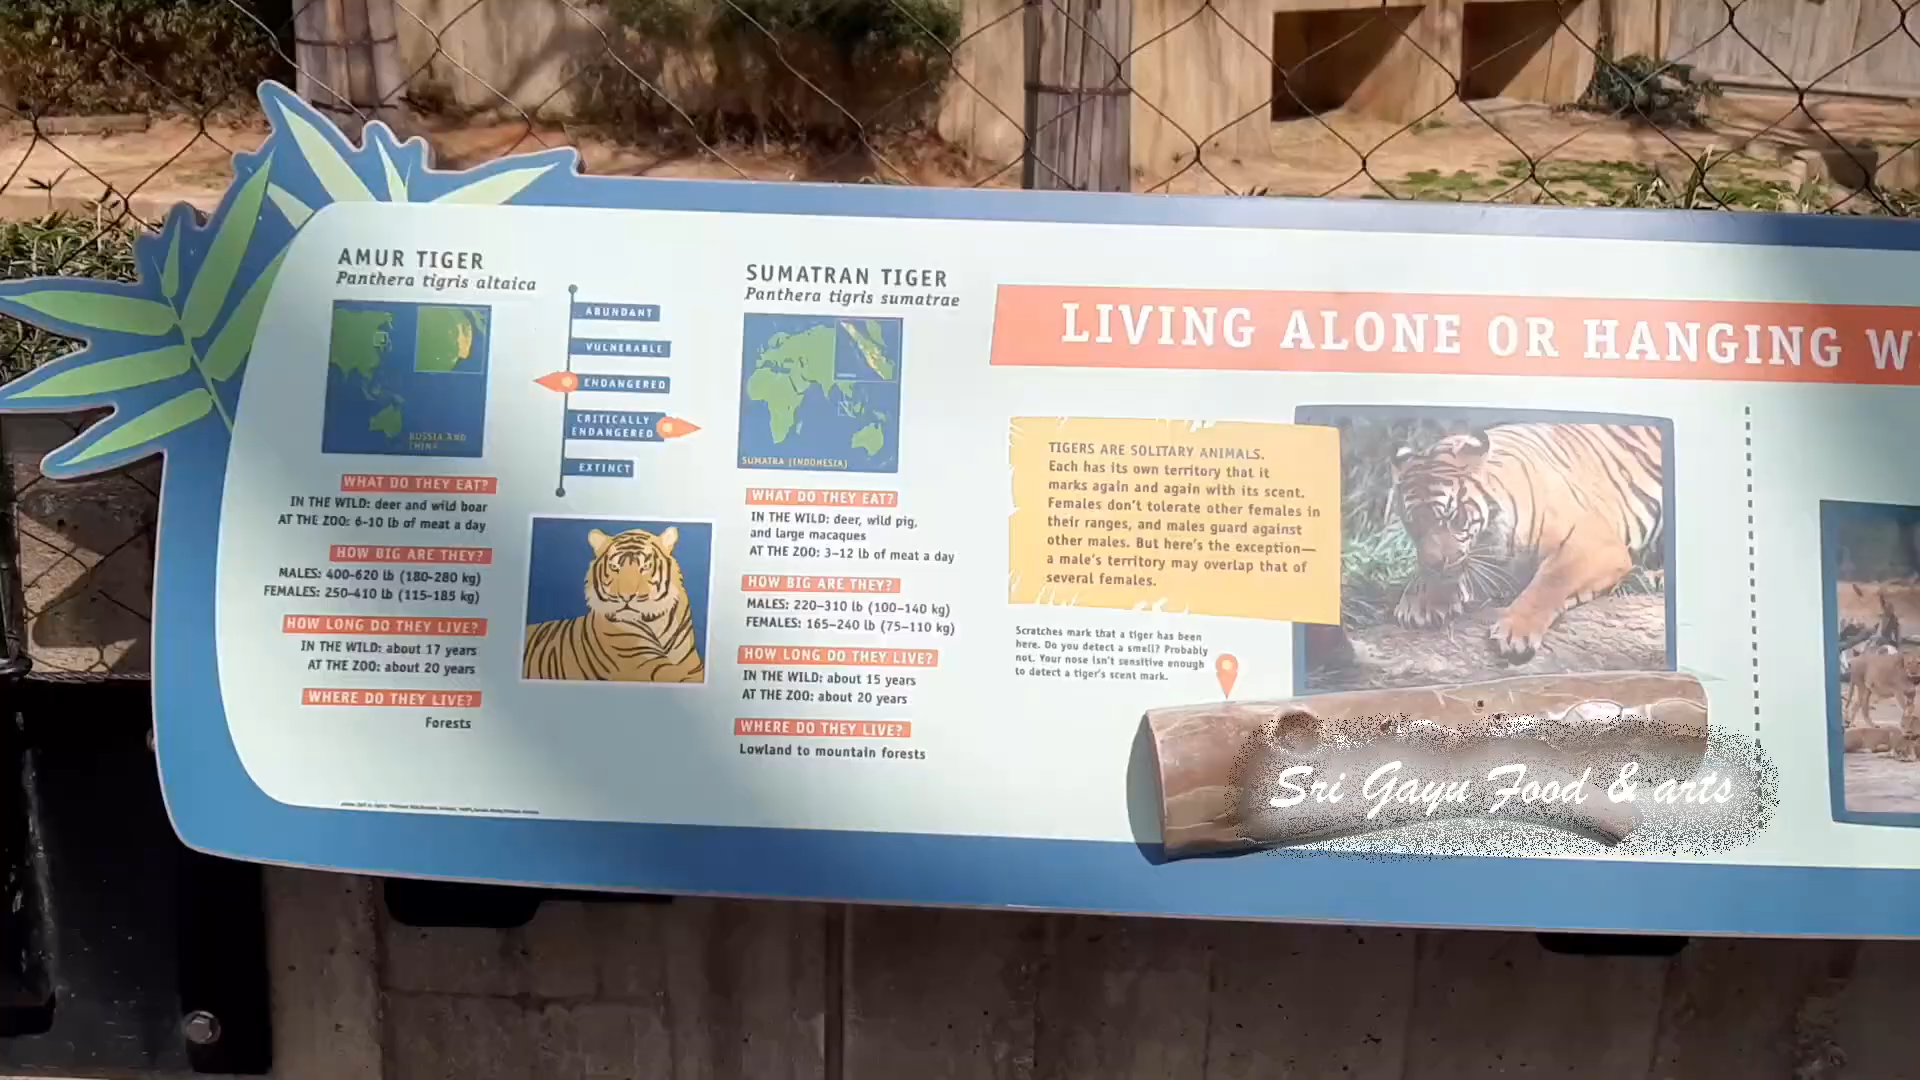 AMUR TIGER
Panthera tigris altaica
RUSSIA AND
CHINA
WHAT DO THEY EAT?
IN THE WILD: deer and wild boar
AT THE ZOO: 6-10 lb of meat a day
HOW BIG ARE THEY?
MALES: 400-620 lb (180-280 kg)
FEMALES: 250-410 lb (115-185 kg)
HOW LONG DO THEY LIVE?
IN THE WILD: about 17 years
AT THE ZOO: about 20 years
WHERE DO THEY LIVE?
Forests
ABUNDANT
VULNERABLE
ENDANGERED
CRITICALLY
ENDANGERED
EXTINCT
SUMATRAN TIGER
Panthera tigris sumatrae
SUMATRA (INDONESIA)
WHAT DO THEY EAT?
IN THE WILD: deer, wild pig,
and large macaques
AT THE ZOO: 3-12 lb of meat a day
HOW BIG ARE THEY?
MALES: 220-310 lb (100-140 kg)
FEMALES: 165-240 lb (75-110 kg)
HOW LONG DO THEY LIVE?
IN THE WILD: about 15 years
AT THE ZOO: about 20 years
WHERE DO THEY LIVE?
Lowland to mountain forests
LIVING ALONE OR HANGING W
TIGERS ARE SOLITARY ANIMALS.
Each has its own territory that it
marks again and again with its scent.
Females don't tolerate other females in
their ranges, and males guard against
other males. But here's the exception—
a male's territory may overlap that of
several females.
Scratches mark that a tiger has been
here. Do you detect a smell? Probably
not. Your nose isn't sensitive enough
to detect a tiger's scent mark.
Sri Gayu Food & arts